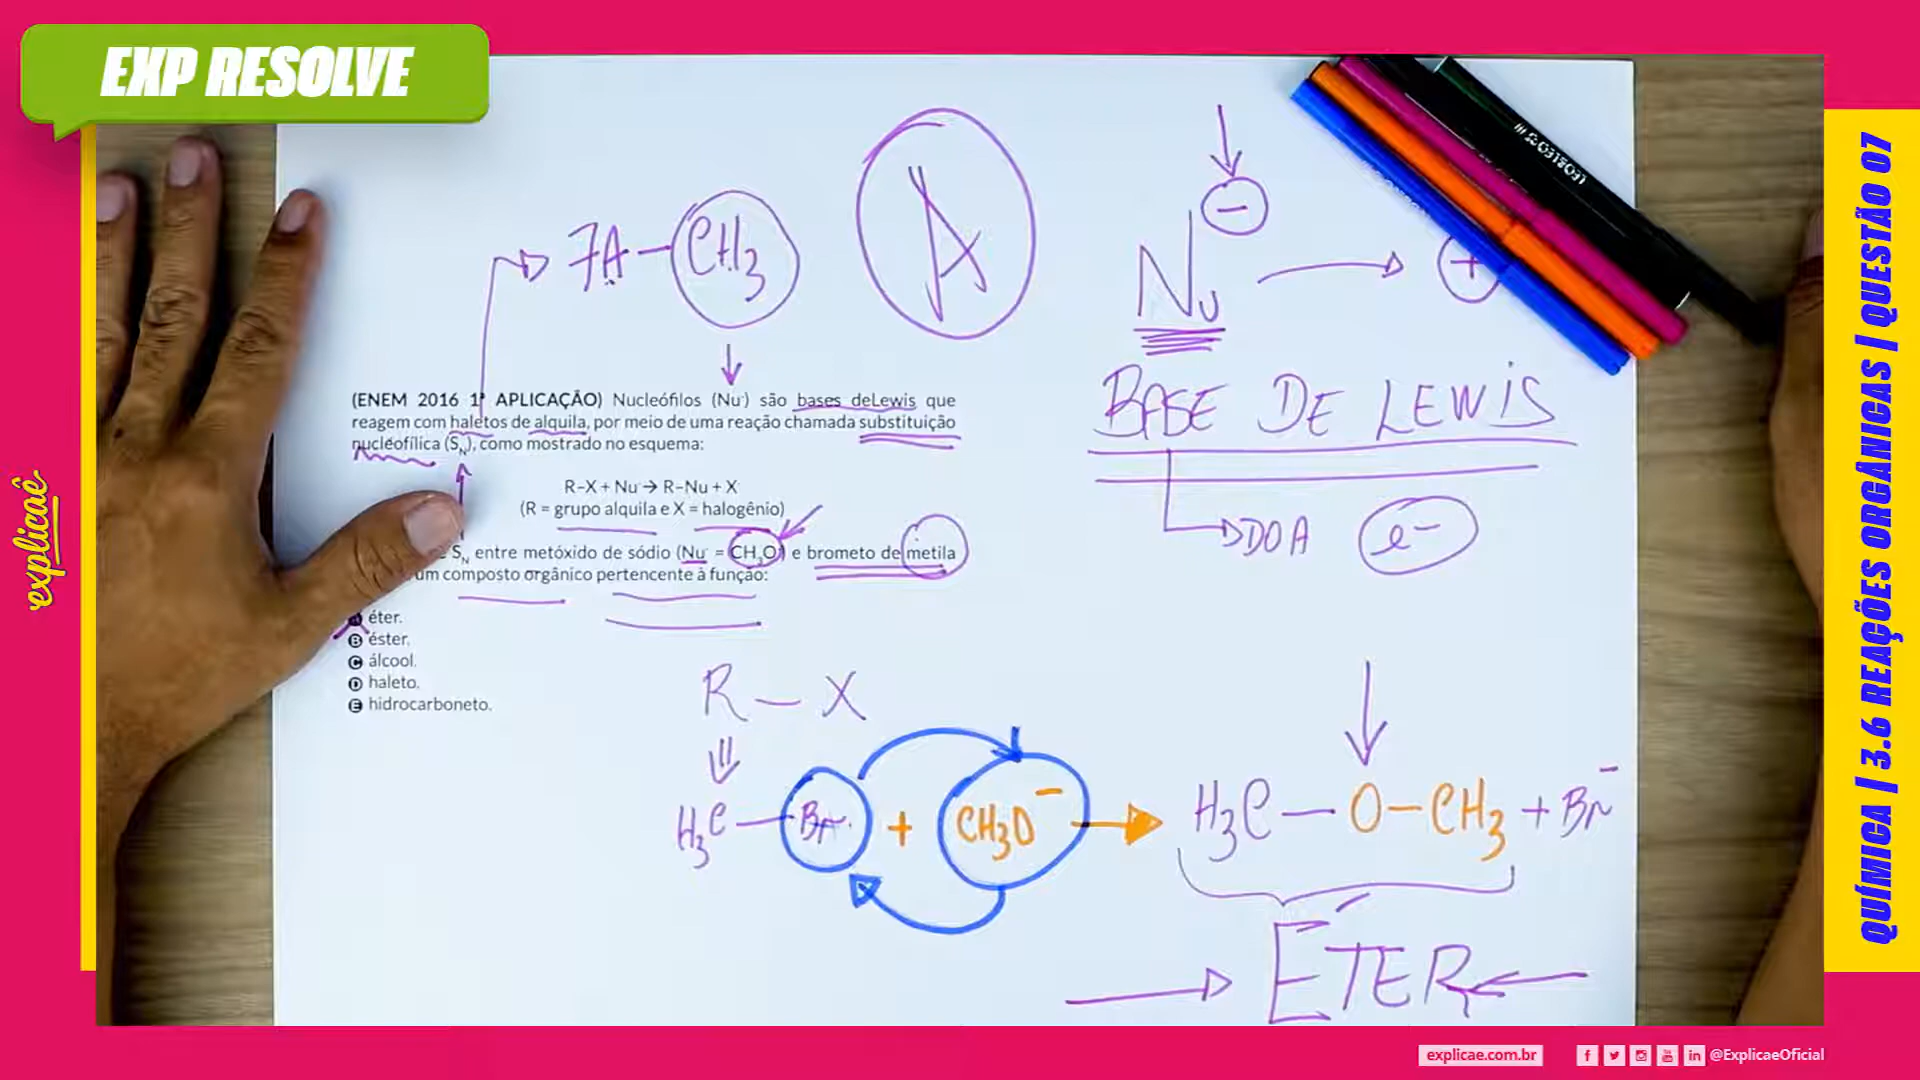 EXP RESOLVE
7A – CH3
A
–
Nu
+
BASE DE LEWIS
DOA e-
(ENEM 2016 1ª APLICAÇÃO) Nucleófilos (Nu-) são bases deLewis que
reagem com haletos de alquila, por meio de uma reação chamada substituição
nucleofílica (SN), como mostrado no esquema:
R–X + Nu- → R–Nu + X-
(R = grupo alquila e X = halogênio)
SN entre metóxido de sódio (Nu- = CH3O-) e brometo de metila
um composto orgânico pertencente à função:
A éter.
B éster.
C álcool.
D haleto.
E hidrocarboneto.
R – X
H3C – Br + CH3O- → H3C – O – CH3 + Br-
ÉTER
LEO&LEO
QUÍMICA | 3.6 REAÇÕES ORGÂNICAS | QUESTÃO 07
explicaê
explicae.com.br
@ExplicaeOficial